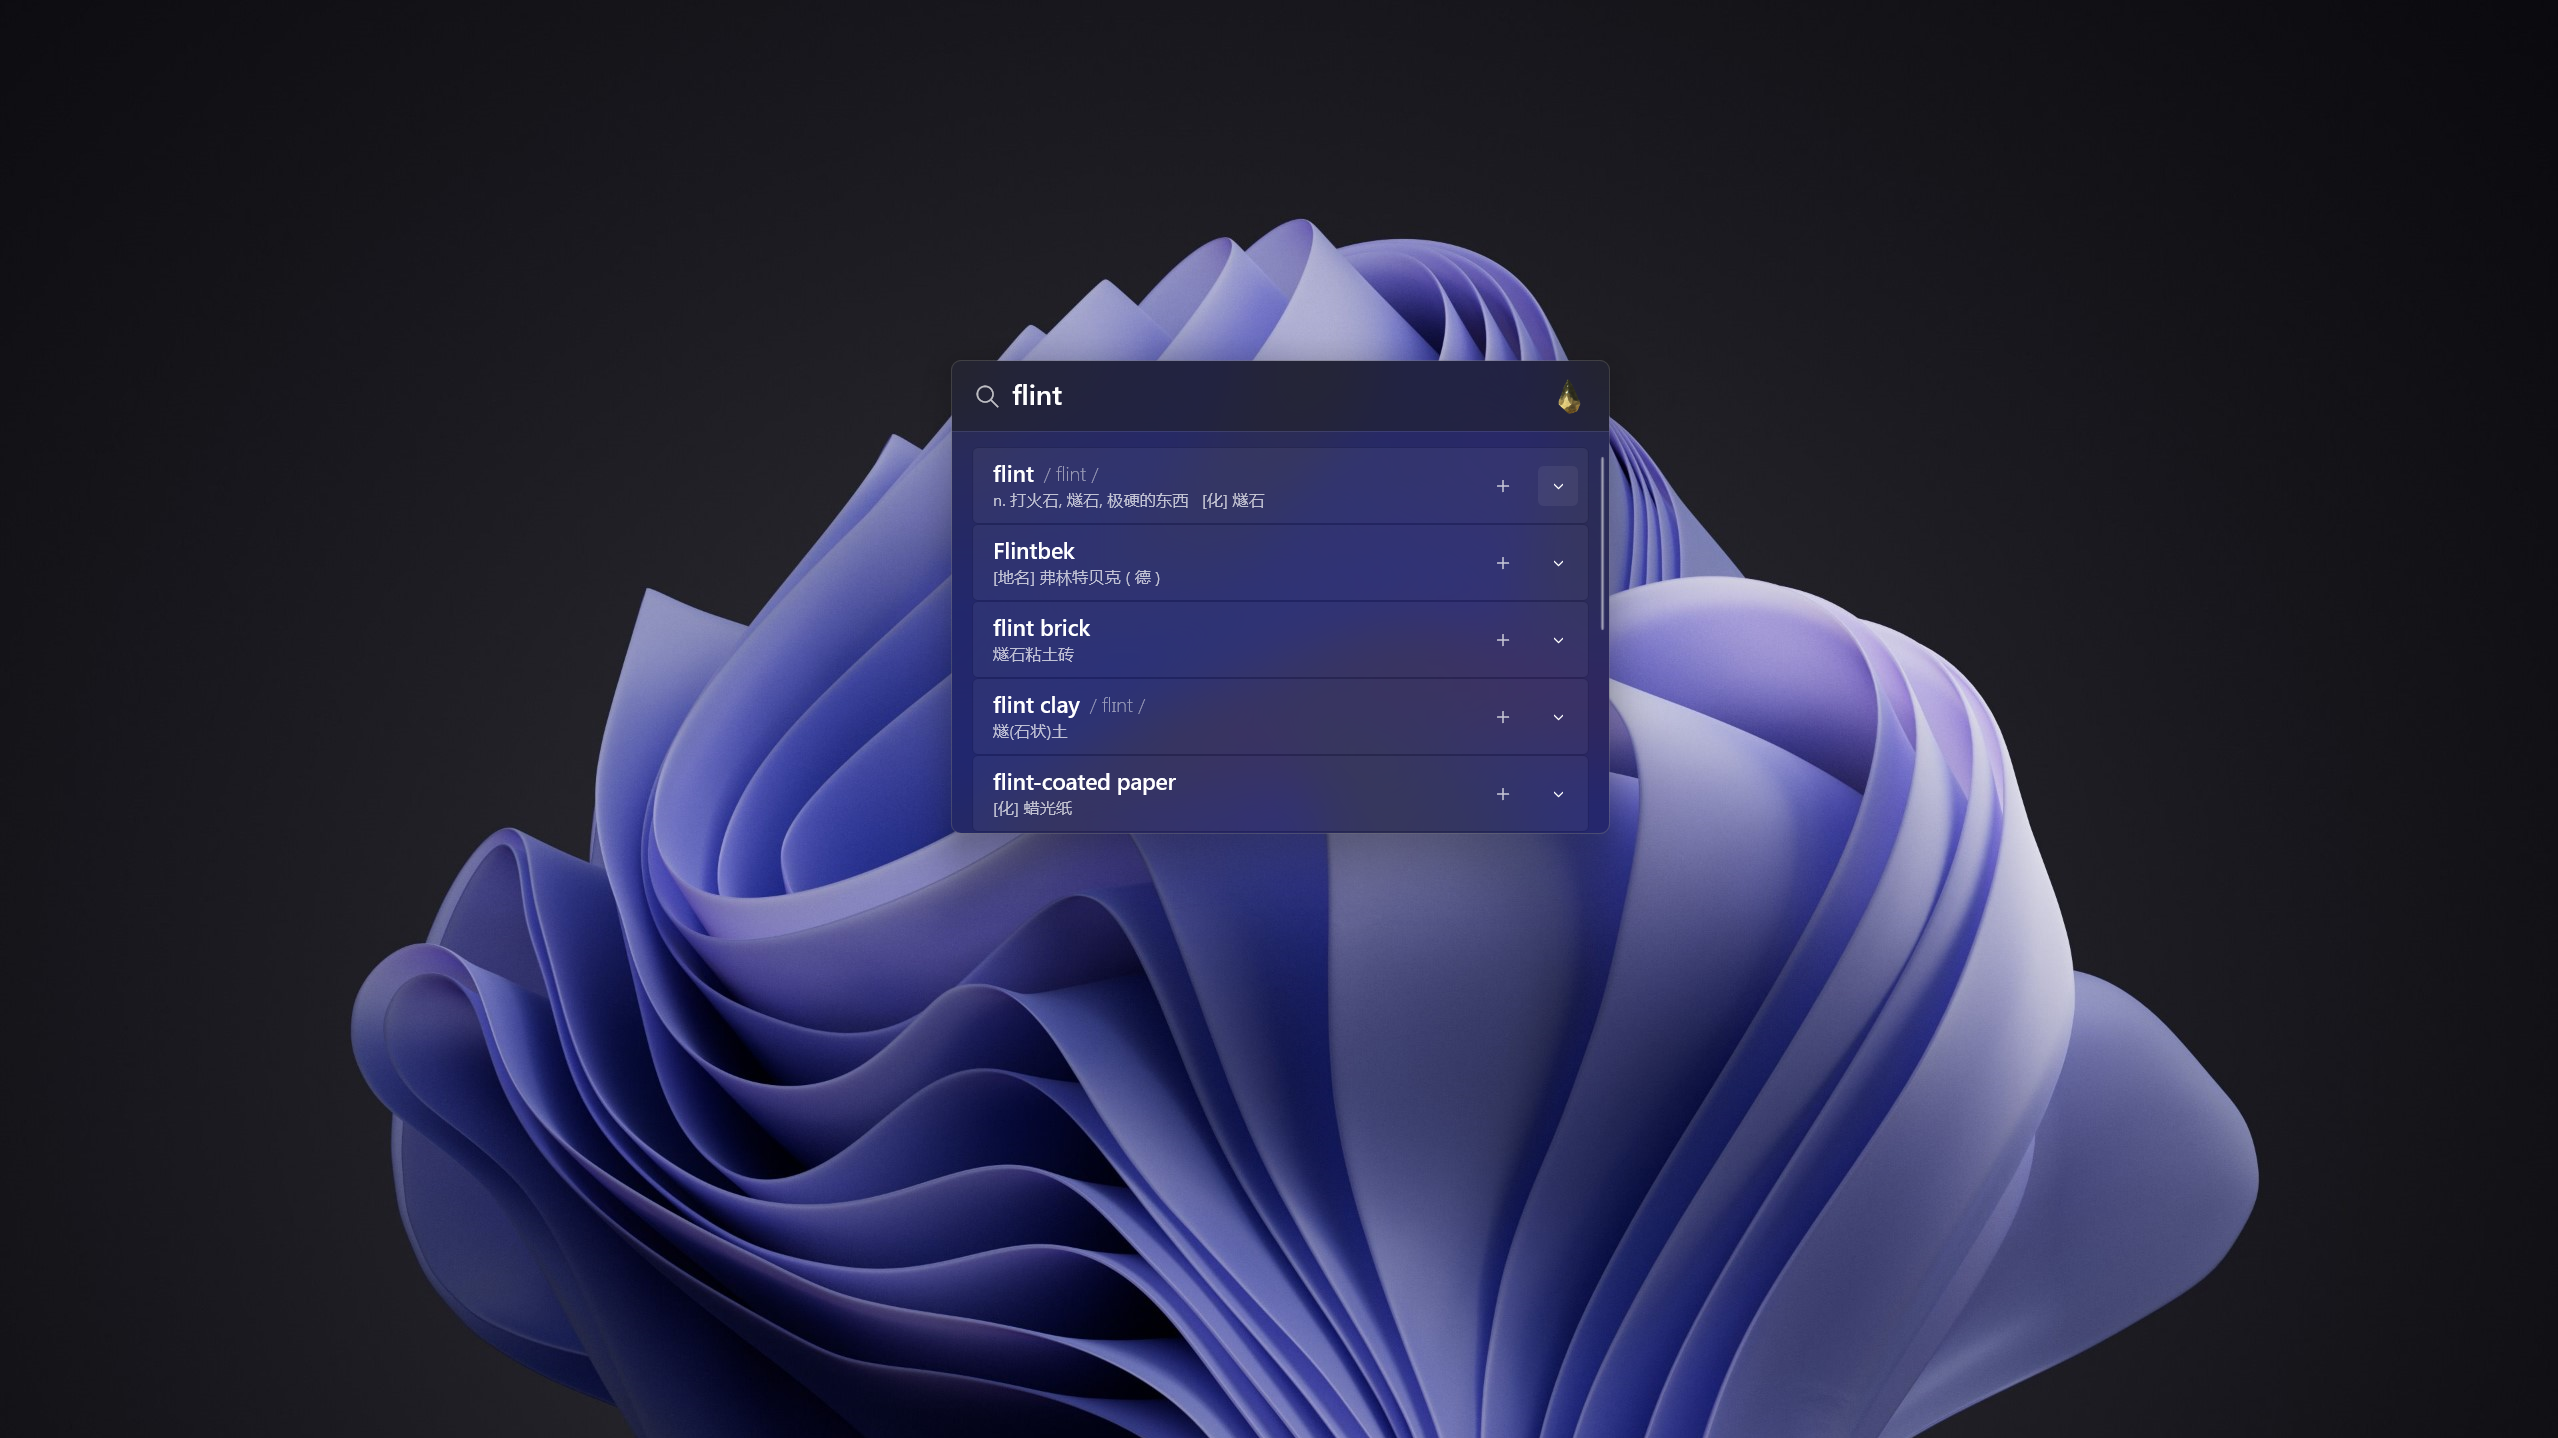 flint
flint / flint /
n. 打火石, 燧石, 极硬的东西 [化] 燧石
Flintbek
[地名] 弗林特贝克 ( 德 )
flint brick
燧石粘土砖
flint clay / flɪnt /
燧(石状)土
flint-coated paper
[化] 蜡光纸